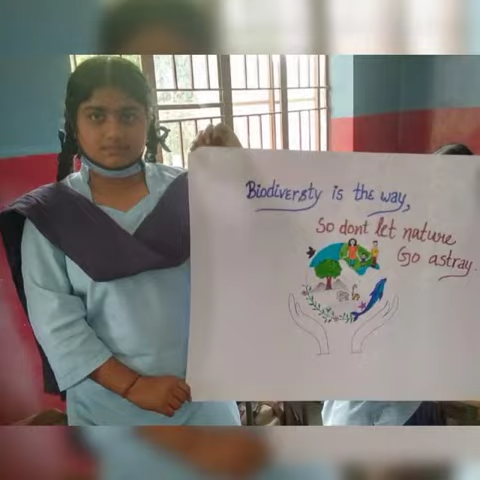 Biodiversty is the way,
So dont let nature
Go astray.